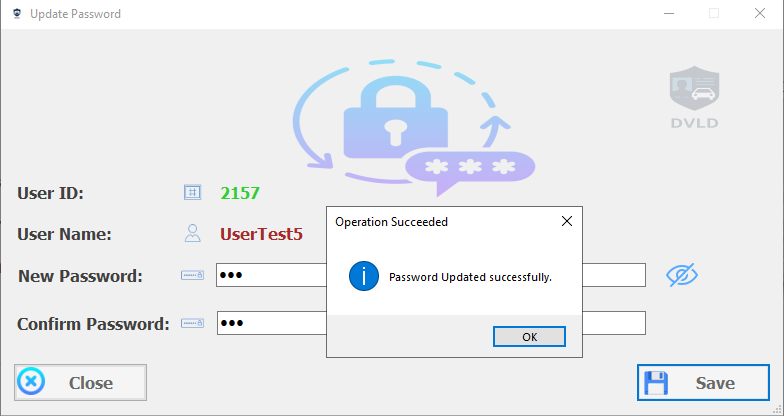 Update Password
DVLD
User ID:
2157
User Name:
UserTest5
New Password:
•••
Confirm Password:
•••
Operation Succeeded
Password Updated successfully.
OK
Close
Save